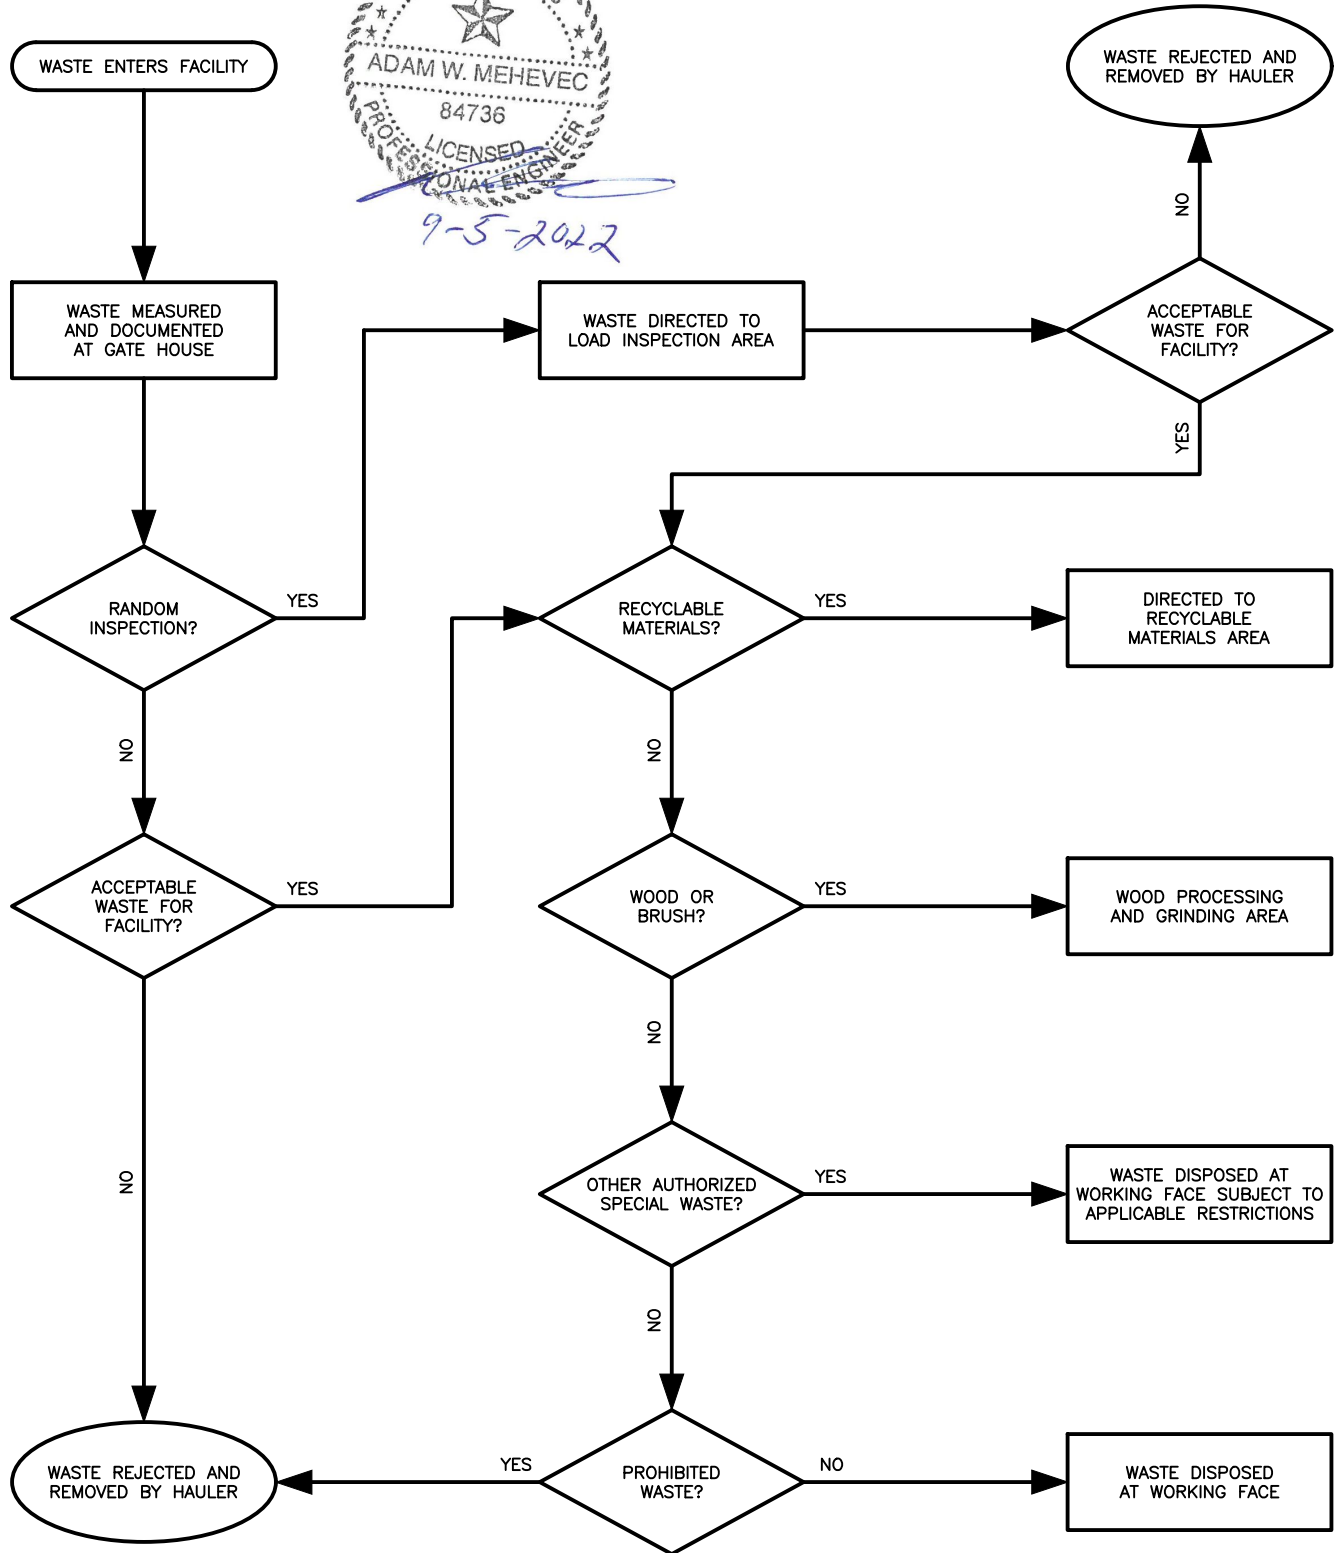 WASTE ENTERS FACILITY
ADAM W. MEHEVEC
84736
LICENSED
PROFESSIONAL ENGINEER
9-5-2022
WASTE REJECTED AND
REMOVED BY HAULER
NO
WASTE MEASURED
AND DOCUMENTED
AT GATE HOUSE
WASTE DIRECTED TO
LOAD INSPECTION AREA
ACCEPTABLE
WASTE FOR
FACILITY?
YES
RANDOM
INSPECTION?
YES
RECYCLABLE
MATERIALS?
YES
DIRECTED TO
RECYCLABLE
MATERIALS AREA
NO
NO
ACCEPTABLE
WASTE FOR
FACILITY?
YES
WOOD OR
BRUSH?
YES
WOOD PROCESSING
AND GRINDING AREA
NO
NO
OTHER AUTHORIZED
SPECIAL WASTE?
YES
WASTE DISPOSED AT
WORKING FACE SUBJECT TO
APPLICABLE RESTRICTIONS
NO
WASTE REJECTED AND
REMOVED BY HAULER
YES
PROHIBITED
WASTE?
NO
WASTE DISPOSED
AT WORKING FACE